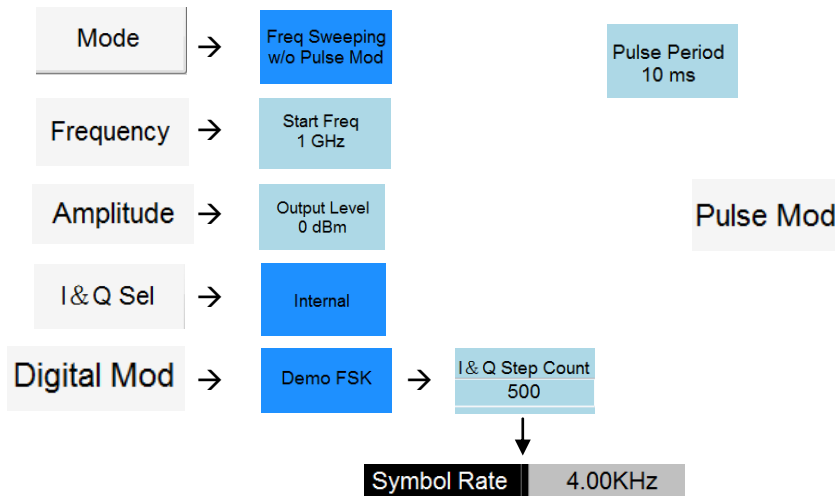 Mode
→
Freq Sweeping
w/o Pulse Mod
Pulse Period
10 ms
Frequency
→
Start Freq
1 GHz
Amplitude
→
Output Level
0 dBm
Pulse Mod
I&Q Sel
→
Internal
Digital Mod
→
Demo FSK
→
I&Q Step Count
500
Symbol Rate
4.00KHz